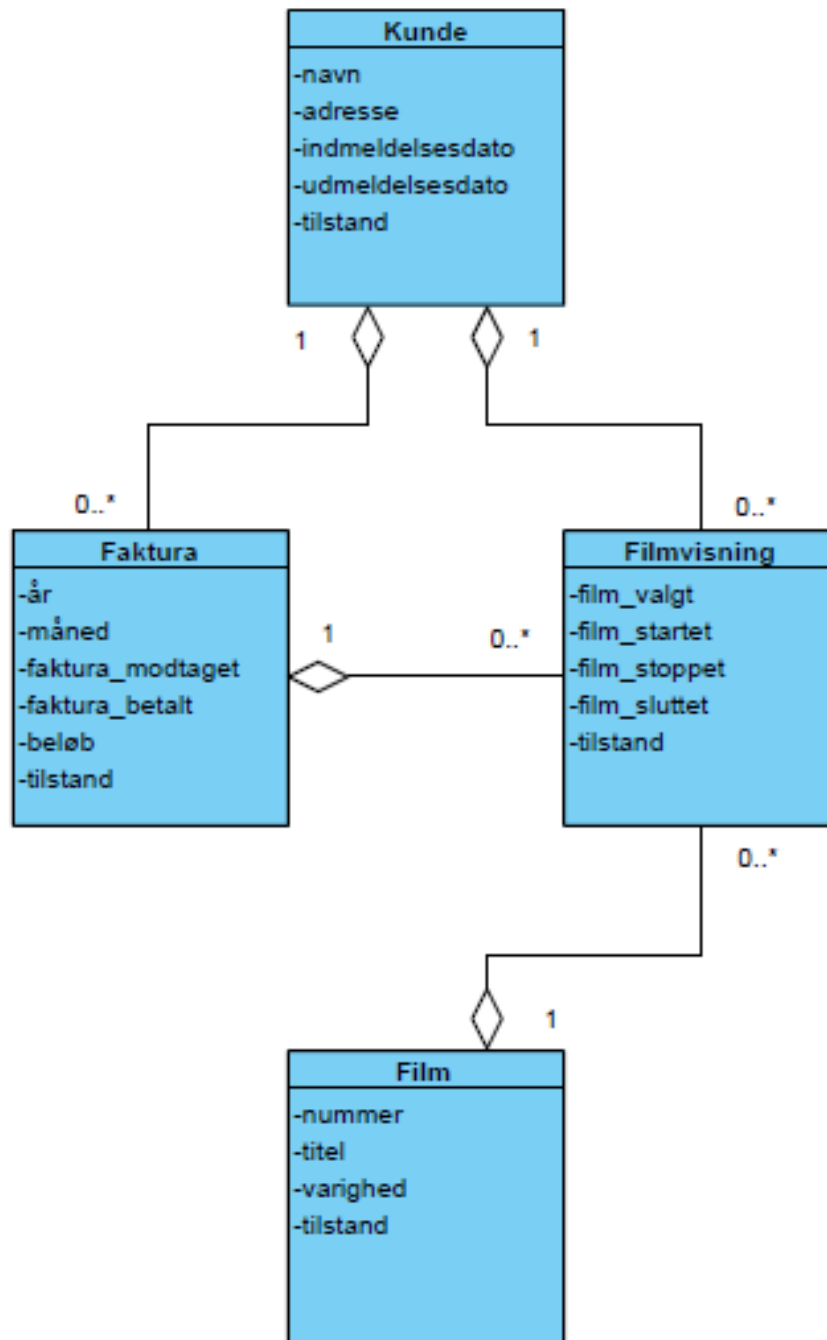 Kunde
-navn
-adresse
-indmeldelsesdato
-udmeldelsesdato
-tilstand
1
1
0..*
0..*
Faktura
-år
-måned
-faktura_modtaget
-faktura_betalt
-beløb
-tilstand
1
0..*
Filmvisning
-film_valgt
-film_startet
-film_stoppet
-film_sluttet
-tilstand
0..*
1
Film
-nummer
-titel
-varighed
-tilstand